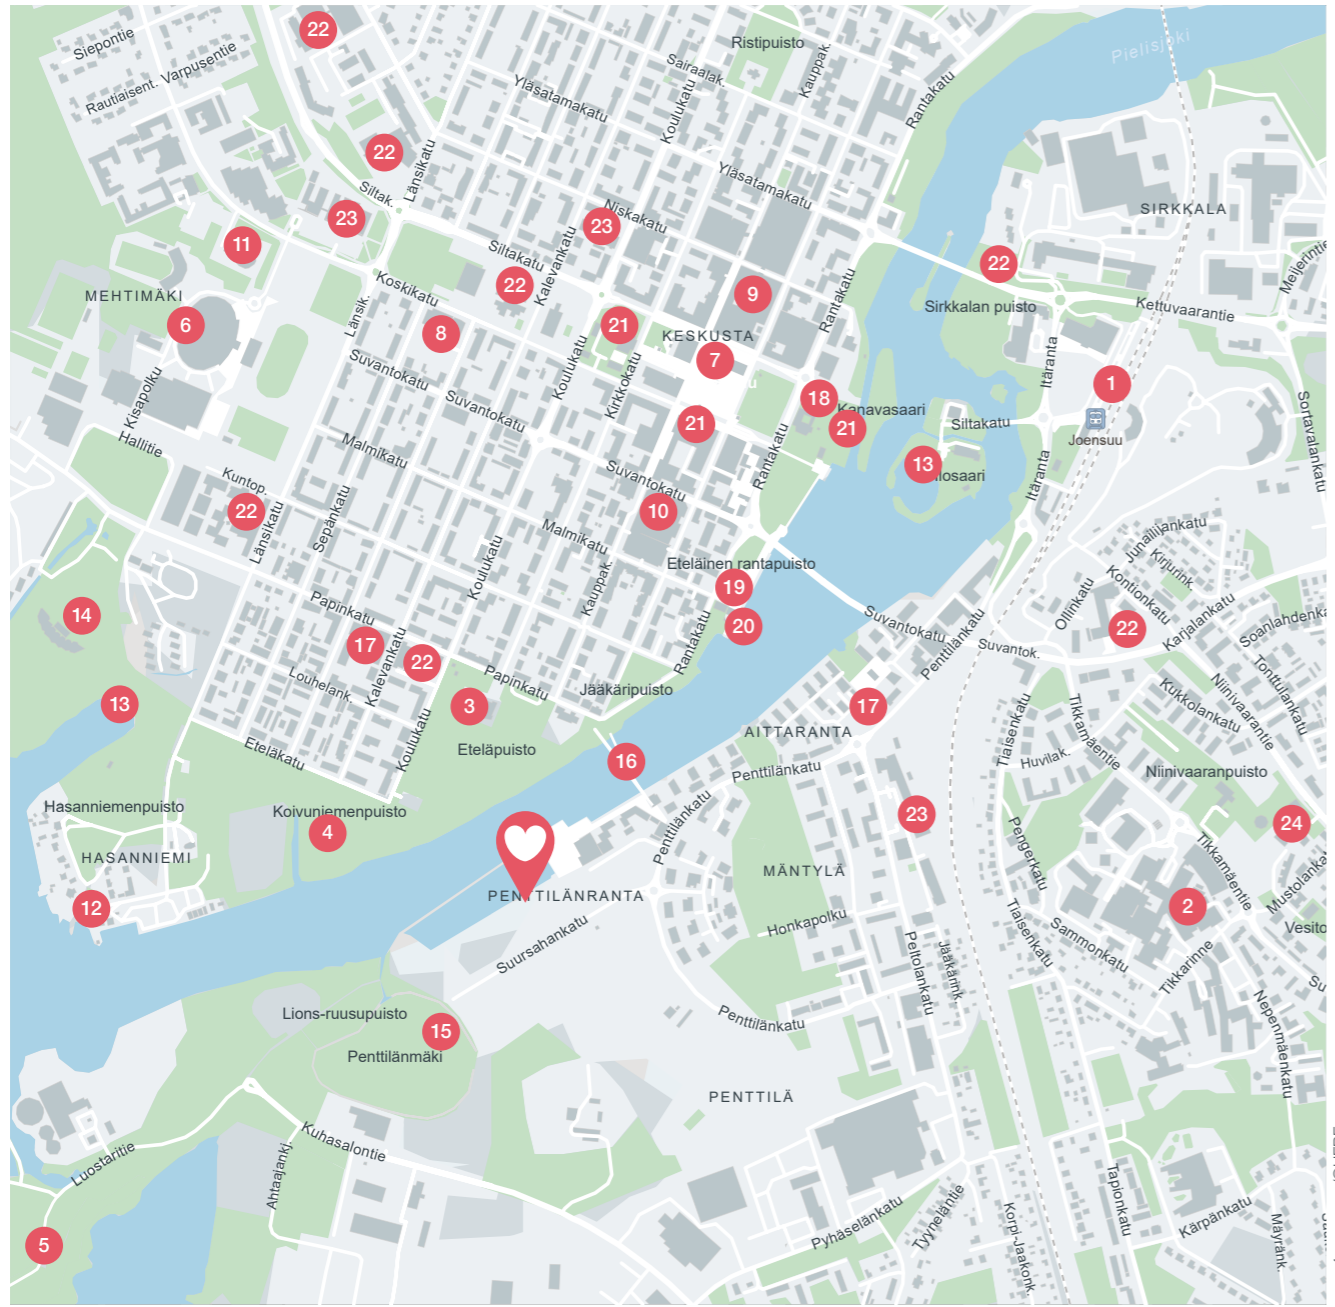 22
Siepontie
Rautiaisent.
Varpusentie
Ristipuisto
Sairaalak.
Kauppak.
Rantakatu
Pielisjoki
Yläsatamakatu
Koulukatu
22
Länsikatu
Siltak.
23
11
Niskakatu
23
Yläsatamakatu
SIRKKALA
Meijerintie
Siltakatu
Kalevankatu
22
22
Sirkkalan puisto
Kettuvaarantie
MEHTIMÄKI
6
Länsik.
Koskikatu
8
9
21
KESKUSTA
7
Rantakatu
Itäranta
1
Joensuu
Kisapolku
Suvantokatu
Suvantokatu
Koulukatu
Kirkkokatu
18
Kanavasaari
21
21
Siltakatu
Sortavalankatu
Hallitie
Malmikatu
13
Rantakatu
Itäranta
Kuntop.
22
Länsikatu
Sepänkatu
Suvantokatu
10
Malmikatu
Koulukatu
Kauppak.
Eteläinen rantapuisto
19
20
Junailijankatu
Kirjurink.
Kontionkatu
Ollinkatu
22
Karjalankatu
14
Papinkatu
17
Kalevankatu
22
Louhelank.
Rantakatu
Suvantokatu
Penttilänkatu
Suvantok.
Tonttulankatu
Niinivaarantie
Kukkolankatu
13
3
Papinkatu
Jääkäripuisto
17
AITTARANTA
Tiaisenkatu
Tikkamäentie
Eteläkatu
Koulukatu
Eteläpuisto
16
Penttilänkatu
Huvilak.
Niinivaaranpuisto
Hasanniemenpuisto
Koivuniemenpuisto
4
23
24
HASANNIEMI
Penttilänkatu
MÄNTYLÄ
Pengerkatu
Tikkamäentie
Mustolankatu
12
PENTTILÄNRANTA
2
Suursahankatu
Honkapolku
Tiaisenkatu
Sammonkatu
Peltolankatu
Jääkärink.
Tikkarinne
Nepenmäenkatu
Lions-ruusupuisto
15
Penttilänmäki
Penttilänkatu
PENTTILÄ
Luostaritie
Kuhasalontie
Ahtaajankj.
5
Pyhäselänkatu
Tyyneläntie
Korpi-Jaakonk.
Tapionkatu
Kärpänkatu
Mäyränk.